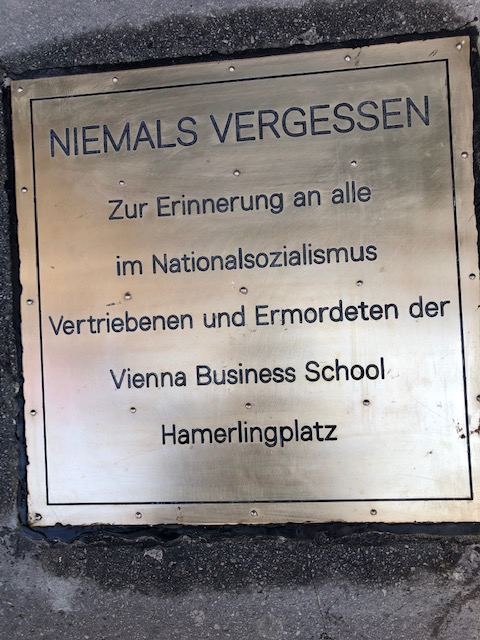 NIEMALS VERGESSEN
Zur Erinnerung an alle
im Nationalsozialismus
Vertriebenen und Ermordeten der
Vienna Business School
Hamerlingplatz